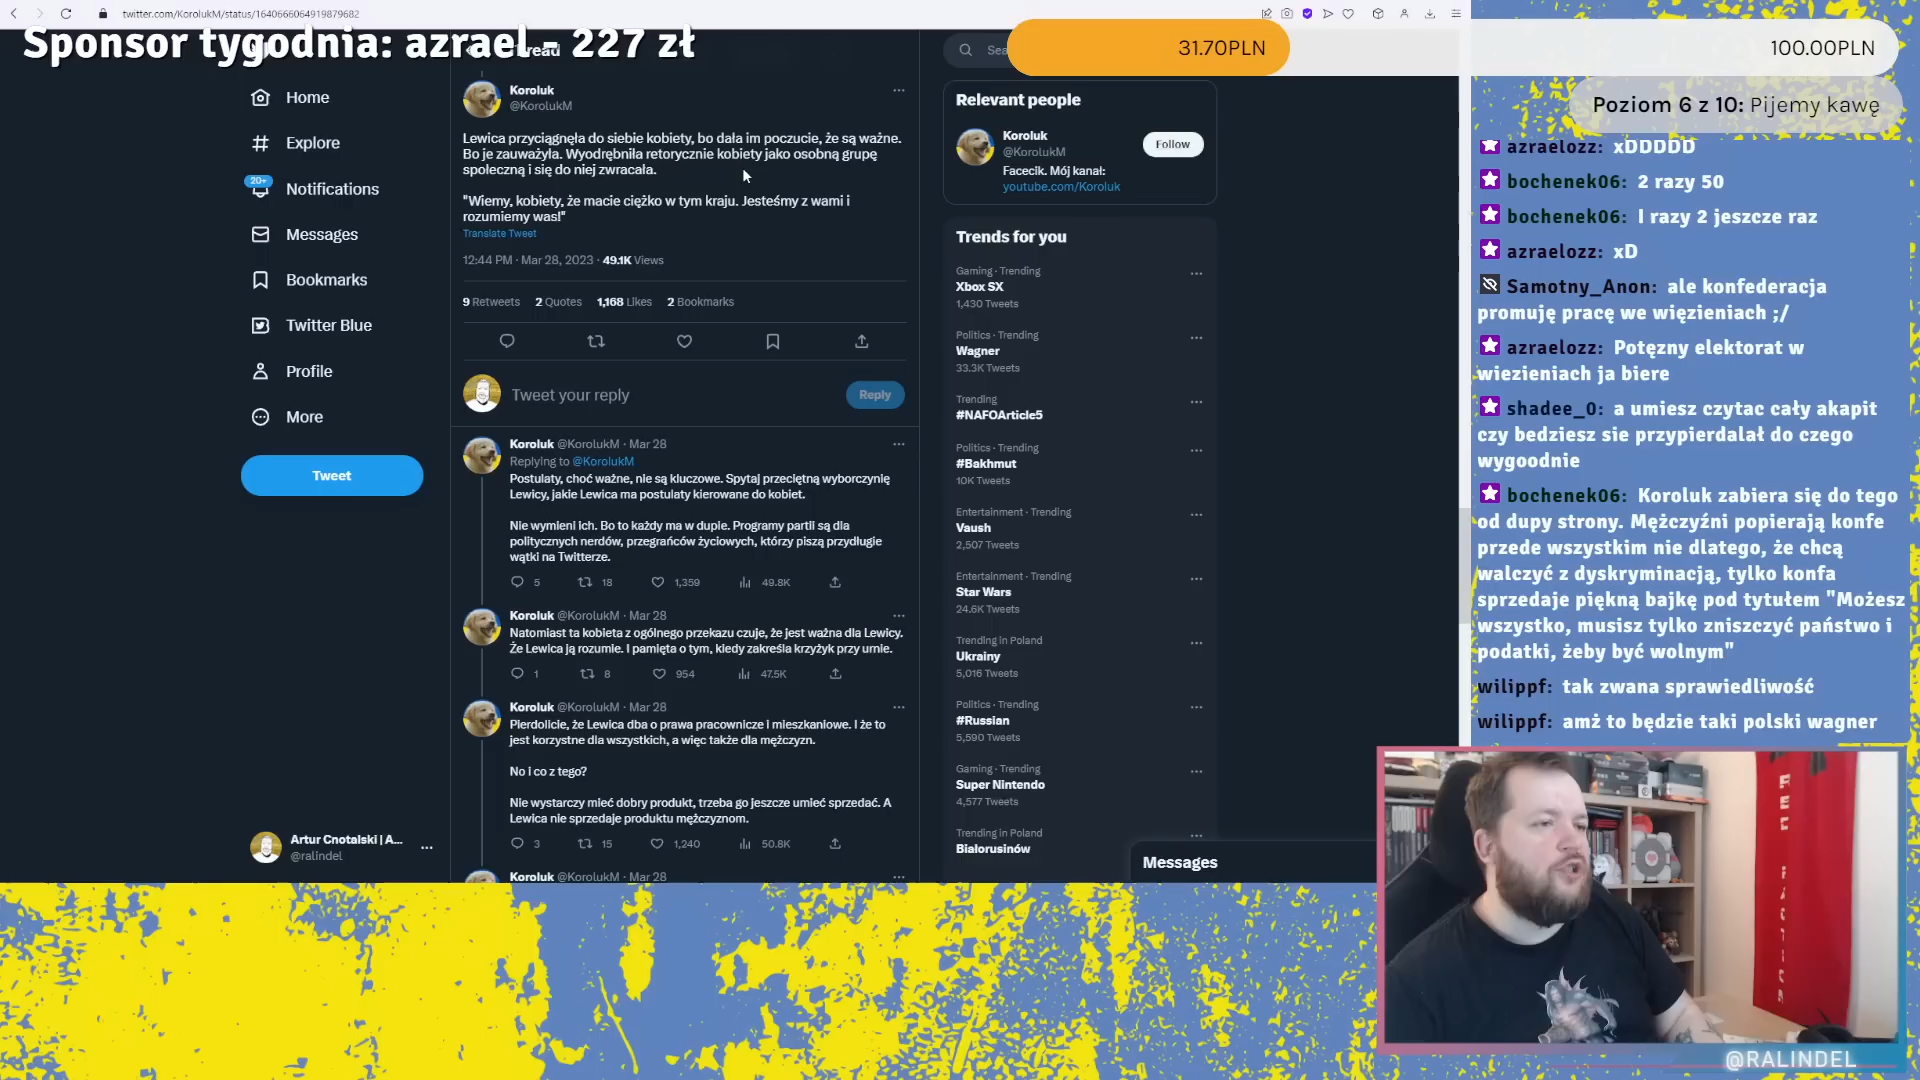 twitter.com/KorolukM/status/1640666064919879682
Sponsor tygodnia: azrael - 227 zł
31.70PLN
100.00PLN
Poziom 6 z 10: Pijemy kawę
Home
Explore
20+
Notifications
Messages
Bookmarks
Twitter Blue
Profile
More
Tweet
Artur Cnotalski | A...
@ralindel
Koroluk
@KorolukM
Lewica przyciągnęła do siebie kobiety, bo dała im poczucie, że są ważne.
Bo je zauważyła. Wyodrębniła retorycznie kobiety jako osobną grupę
społeczną i się do niej zwracała.
"Wiemy, kobiety, że macie ciężko w tym kraju. Jesteśmy z wami i
rozumiemy was!"
Translate Tweet
12:44 PM · Mar 28, 2023 · 49.1K Views
9 Retweets 2 Quotes 1,168 Likes 2 Bookmarks
Tweet your reply
Reply
Koroluk @KorolukM · Mar 28
Replying to @KorolukM
Postulaty, choć ważne, nie są kluczowe. Spytaj przeciętną wyborczynię
Lewicy, jakie Lewica ma postulaty kierowane do kobiet.
Nie wymieni ich. Bo to każdy ma w dupie. Programy partii są dla
politycznych nerdów, przegrańców życiowych, którzy piszą przydługie
wątki na Twitterze.
5 18 1,359 49.8K
Koroluk @KorolukM · Mar 28
Natomiast ta kobieta z ogólnego przekazu czuje, że jest ważna dla Lewicy.
Że Lewica ją rozumie. I pamięta o tym, kiedy zakreśla krzyżyk przy urnie.
1 8 954 47.5K
Koroluk @KorolukM · Mar 28
Pierdolicie, że Lewica dba o prawa pracownicze i mieszkaniowe. I że to
jest korzystne dla wszystkich, a więc także dla mężczyzn.
No i co z tego?
Nie wystarczy mieć dobry produkt, trzeba go jeszcze umieć sprzedać. A
Lewica nie sprzedaje produktu mężczyznom.
3 15 1,240 50.8K
Koroluk @KorolukM · Mar 28
Sea
Relevant people
Koroluk
@KorolukM
Follow
Facecik. Mój kanał:
youtube.com/Koroluk
Trends for you
Gaming · Trending
Xbox SX
1,430 Tweets
Politics · Trending
Wagner
33.3K Tweets
Trending
#NAFOArticle5
Politics · Trending
#Bakhmut
10K Tweets
Entertainment · Trending
Vaush
2,507 Tweets
Entertainment · Trending
Star Wars
24.6K Tweets
Trending in Poland
Ukrainy
5,016 Tweets
Politics · Trending
#Russian
5,590 Tweets
Gaming · Trending
Super Nintendo
4,577 Tweets
Trending in Poland
Białorusinów
Messages
azraelozz: xDDDDD
bochenek06: 2 razy 50
bochenek06: I razy 2 jeszcze raz
azraelozz: xD
Samotny_Anon: ale konfederacja
promuję pracę we więzieniach ;/
azraelozz: Potęzny elektorat w
wiezieniach ja biere
shadee_0: a umiesz czytac cały akapit
czy bedziesz sie przypierdalał do czego
wygoodnie
bochenek06: Koroluk zabiera się do tego
od dupy strony. Mężczyźni popierają konfe
przede wszystkim nie dlatego, że chcą
walczyć z dyskryminacją, tylko konfa
sprzedaje piękną bajkę pod tytułem "Możesz
wszystko, musisz tylko zniszczyć państwo i
podatki, żeby być wolnym"
wilippf: tak zwana sprawiedliwość
wilippf: amż to będzie taki polski wagner
@RALINDEL